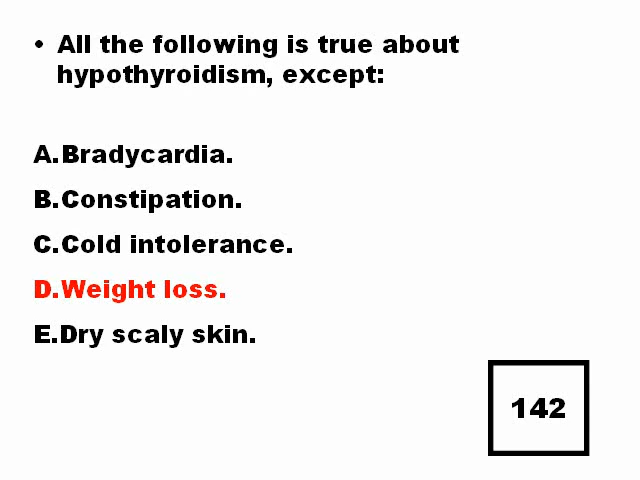 • All the following is true about
hypothyroidism, except:
A.Bradycardia.
B.Constipation.
C.Cold intolerance.
D.Weight loss.
E.Dry scaly skin.
142